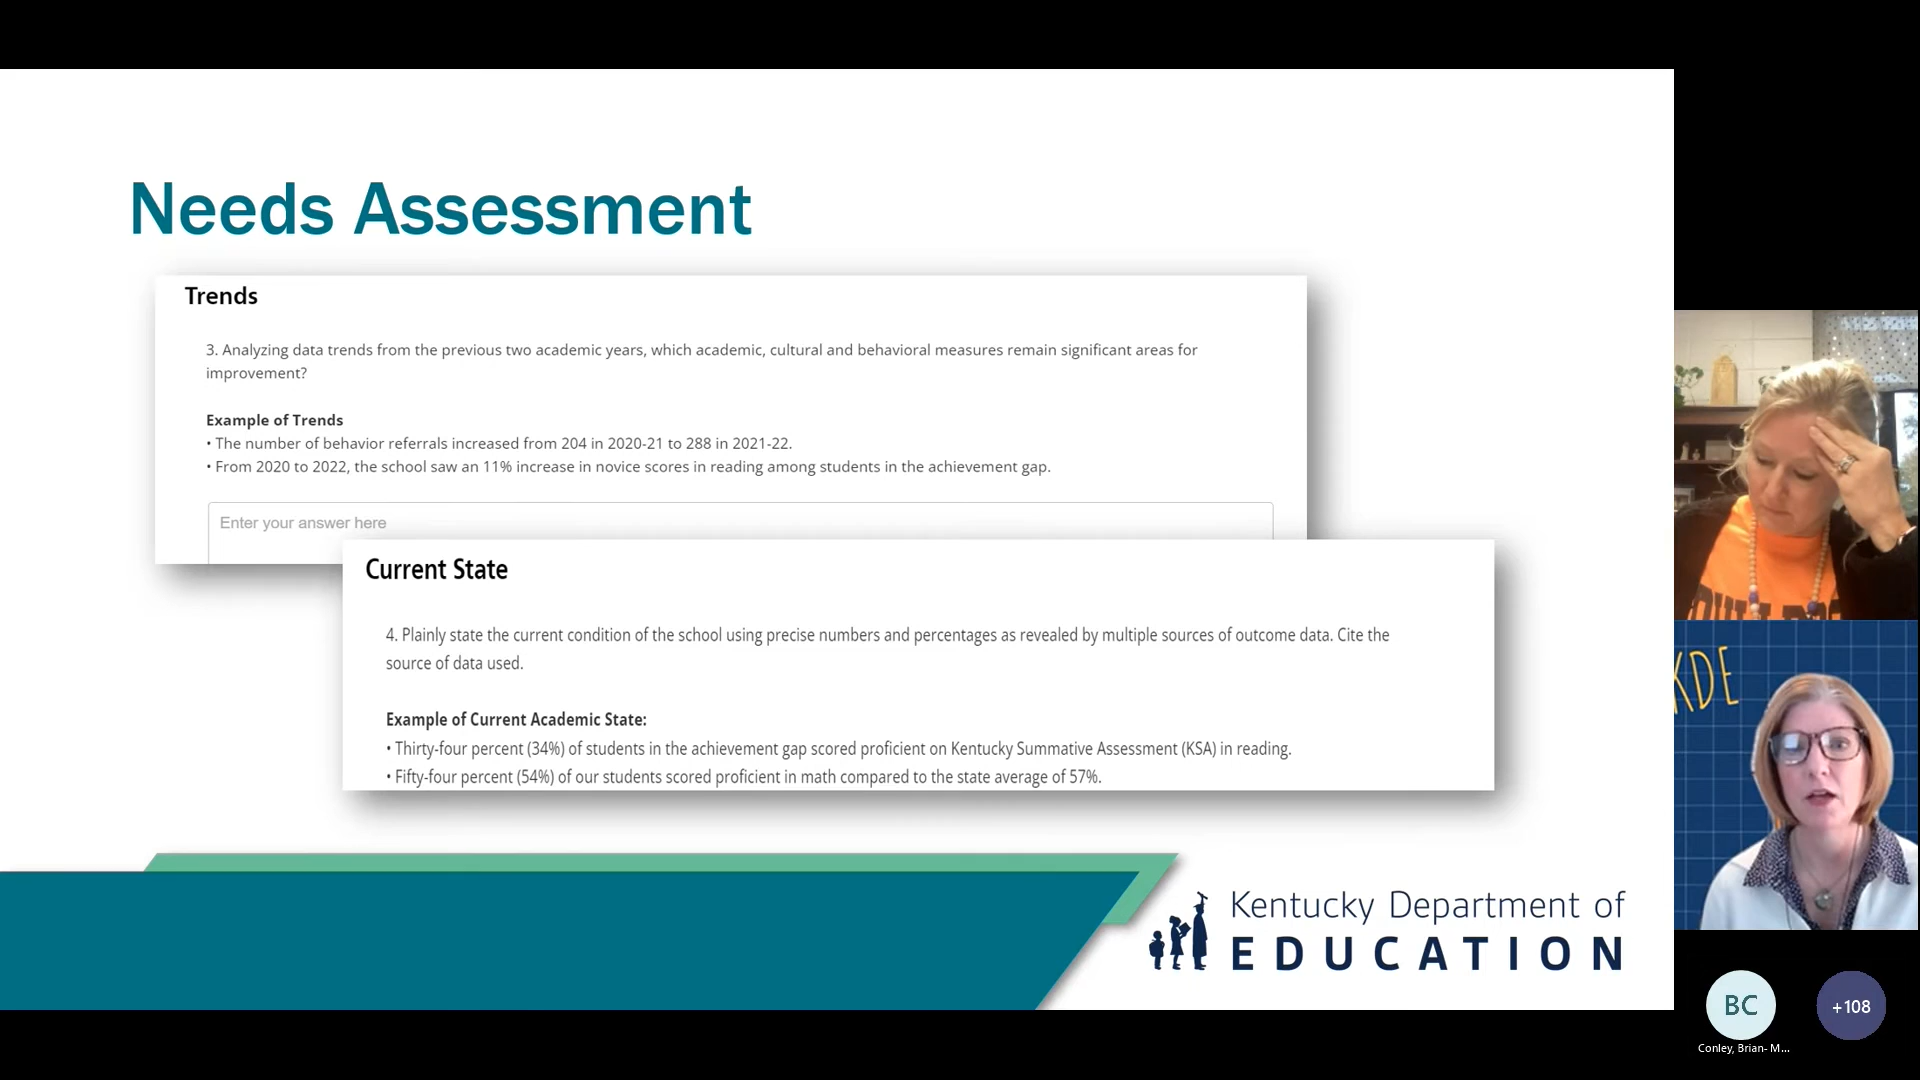 Needs Assessment
Trends
3. Analyzing data trends from the previous two academic years, which academic, cultural and behavioral measures remain significant areas for
improvement?
Example of Trends
• The number of behavior referrals increased from 204 in 2020-21 to 288 in 2021-22.
• From 2020 to 2022, the school saw an 11% increase in novice scores in reading among students in the achievement gap.
Enter your answer here
Current State
4. Plainly state the current condition of the school using precise numbers and percentages as revealed by multiple sources of outcome data. Cite the
source of data used.
Example of Current Academic State:
• Thirty-four percent (34%) of students in the achievement gap scored proficient on Kentucky Summative Assessment (KSA) in reading.
• Fifty-four percent (54%) of our students scored proficient in math compared to the state average of 57%.
Kentucky Department of
EDUCATION
KDE
BC
+108
Conley, Brian- M...